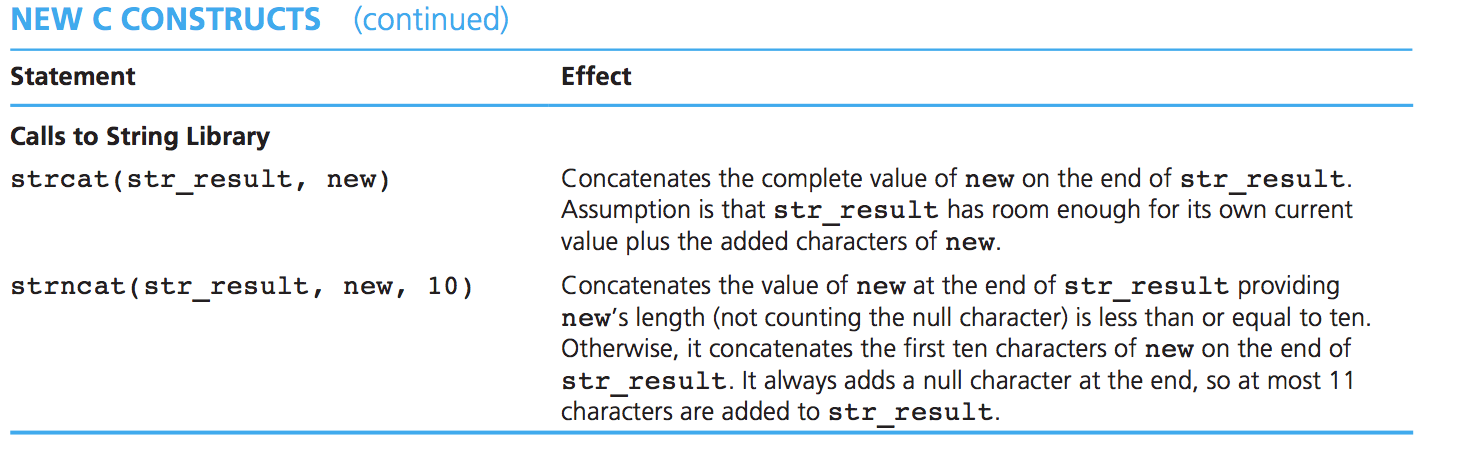 NEW C CONSTRUCTS (continued)
Statement Effect
Calls to String Library
strcat(str_result, new) Concatenates the complete value of new on the end of str_result.
Assumption is that str_result has room enough for its own current
value plus the added characters of new.
strncat(str_result, new, 10) Concatenates the value of new at the end of str_result providing
new’s length (not counting the null character) is less than or equal to ten.
Otherwise, it concatenates the first ten characters of new on the end of
str_result. It always adds a null character at the end, so at most 11
characters are added to str_result.